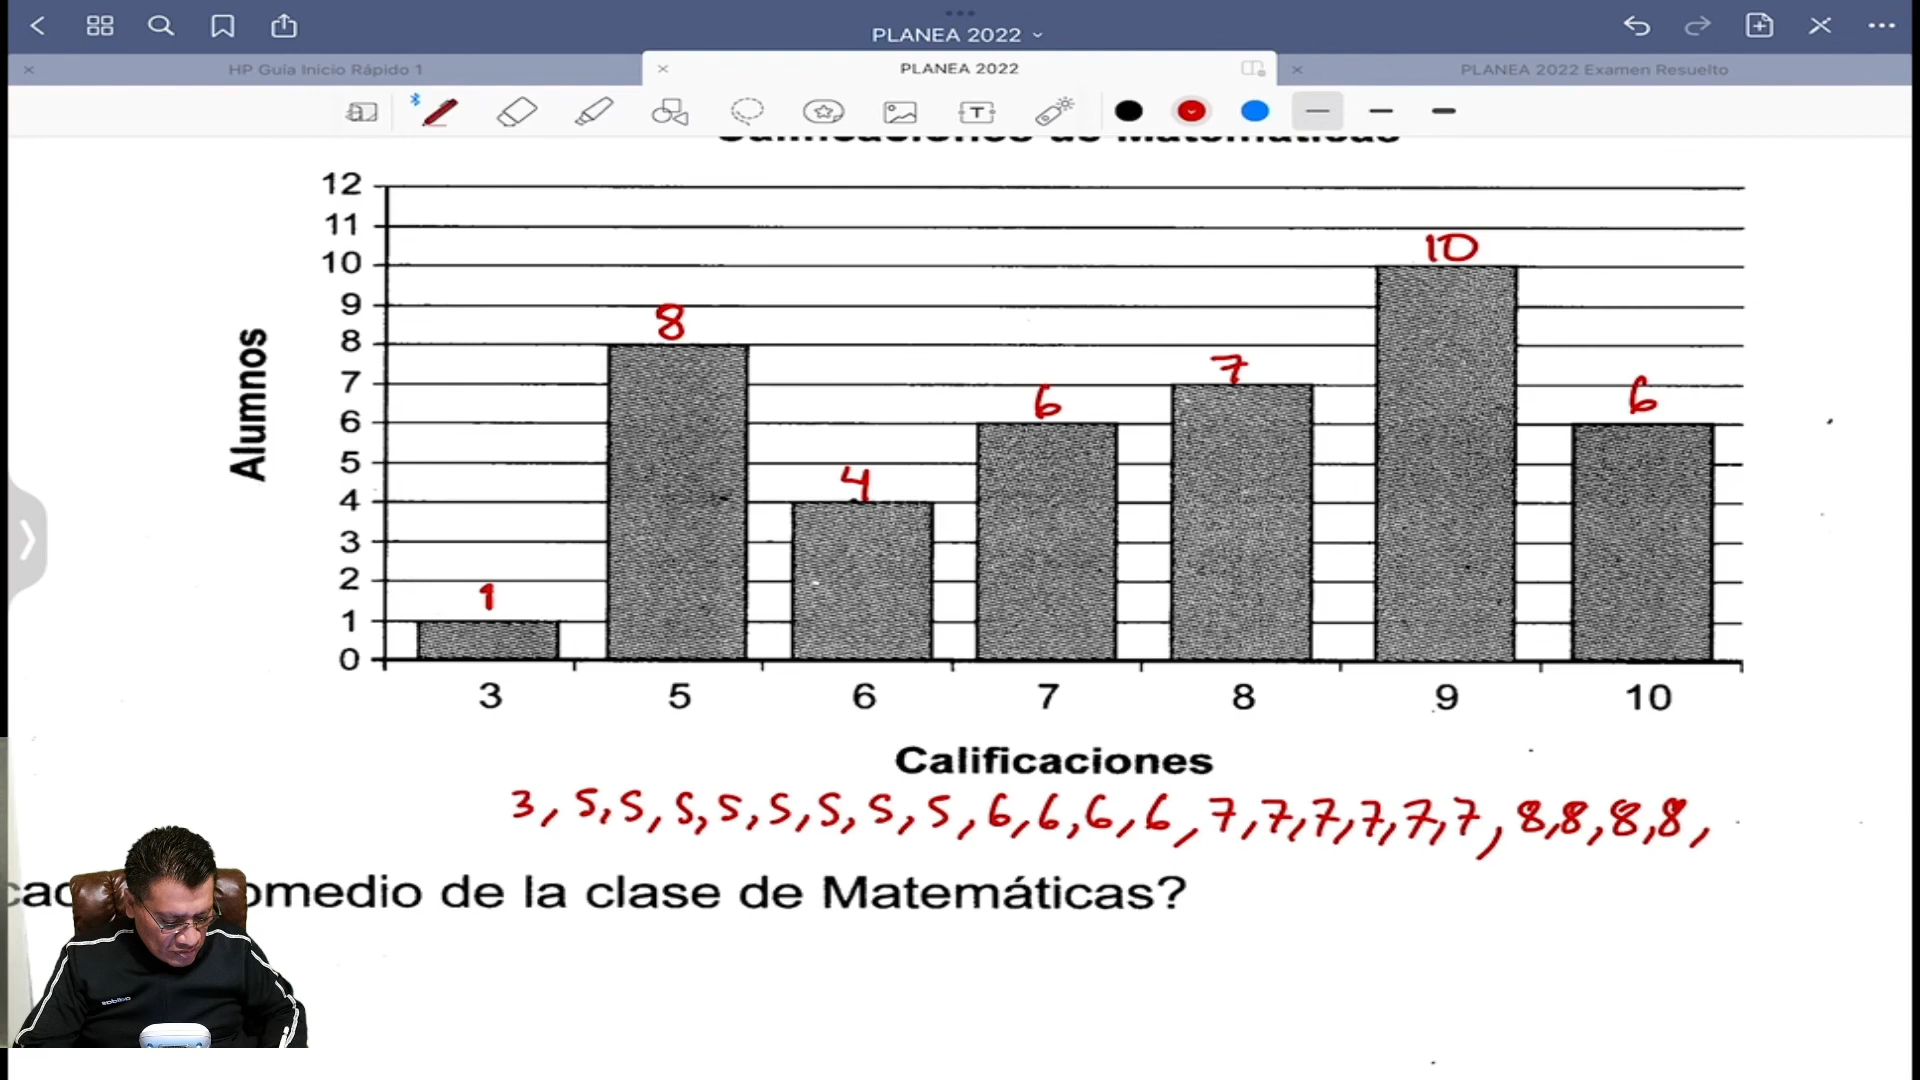 PLANEA 2022
HP Guía Inicio Rápido 1
PLANEA 2022
PLANEA 2022 Examen Resuelto
T
Calificaciones de Matemáticas
12
11
10
9
8
7
6
5
4
3
2
1
0
Alumnos
1
8
4
6
7
10
6
3 5 6 7 8 9 10
Calificaciones
3, 5, 5, 5, 5, 5, 5, 5, 5, 6, 6, 6, 6, 7, 7, 7, 7, 7, 7, 8, 8, 8, 8,
omedio de la clase de Matemáticas?